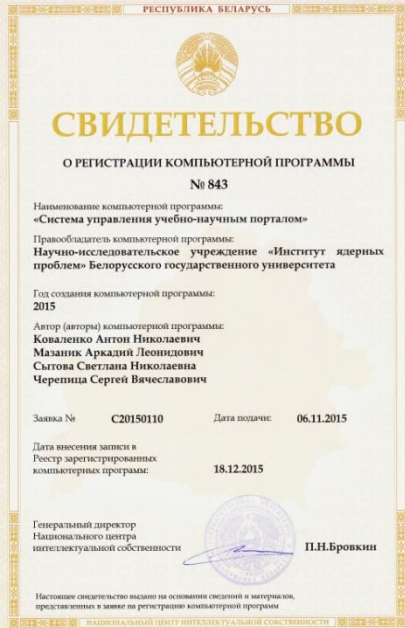 РЕСПУБЛИКА БЕЛАРУСЬ
СВИДЕТЕЛЬСТВО
О РЕГИСТРАЦИИ КОМПЬЮТЕРНОЙ ПРОГРАММЫ
№ 843
Наименование компьютерной программы:
«Система управления учебно-научным порталом»
Правообладатель компьютерной программы:
Научно-исследовательское учреждение «Институт ядерных
проблем» Белорусского государственного университета
Год создания компьютерной программы:
2015
Автор (авторы) компьютерной программы:
Коваленко Антон Николаевич
Мазаник Аркадий Леонидович
Сытова Светлана Николаевна
Черепица Сергей Вячеславович
Заявка № С20150110 Дата подачи: 06.11.2015
Дата внесения записи в
Реестр зарегистрированных
компьютерных программ: 18.12.2015
Генеральный директор
Национального центра
интеллектуальной собственности П.Н.Бровкин
Настоящее свидетельство выдано на основании сведений и материалов,
представленных в заявке на регистрацию компьютерной программы
НАЦИОНАЛЬНЫЙ ЦЕНТР ИНТЕЛЛЕКТУАЛЬНОЙ СОБСТВЕННОСТИ